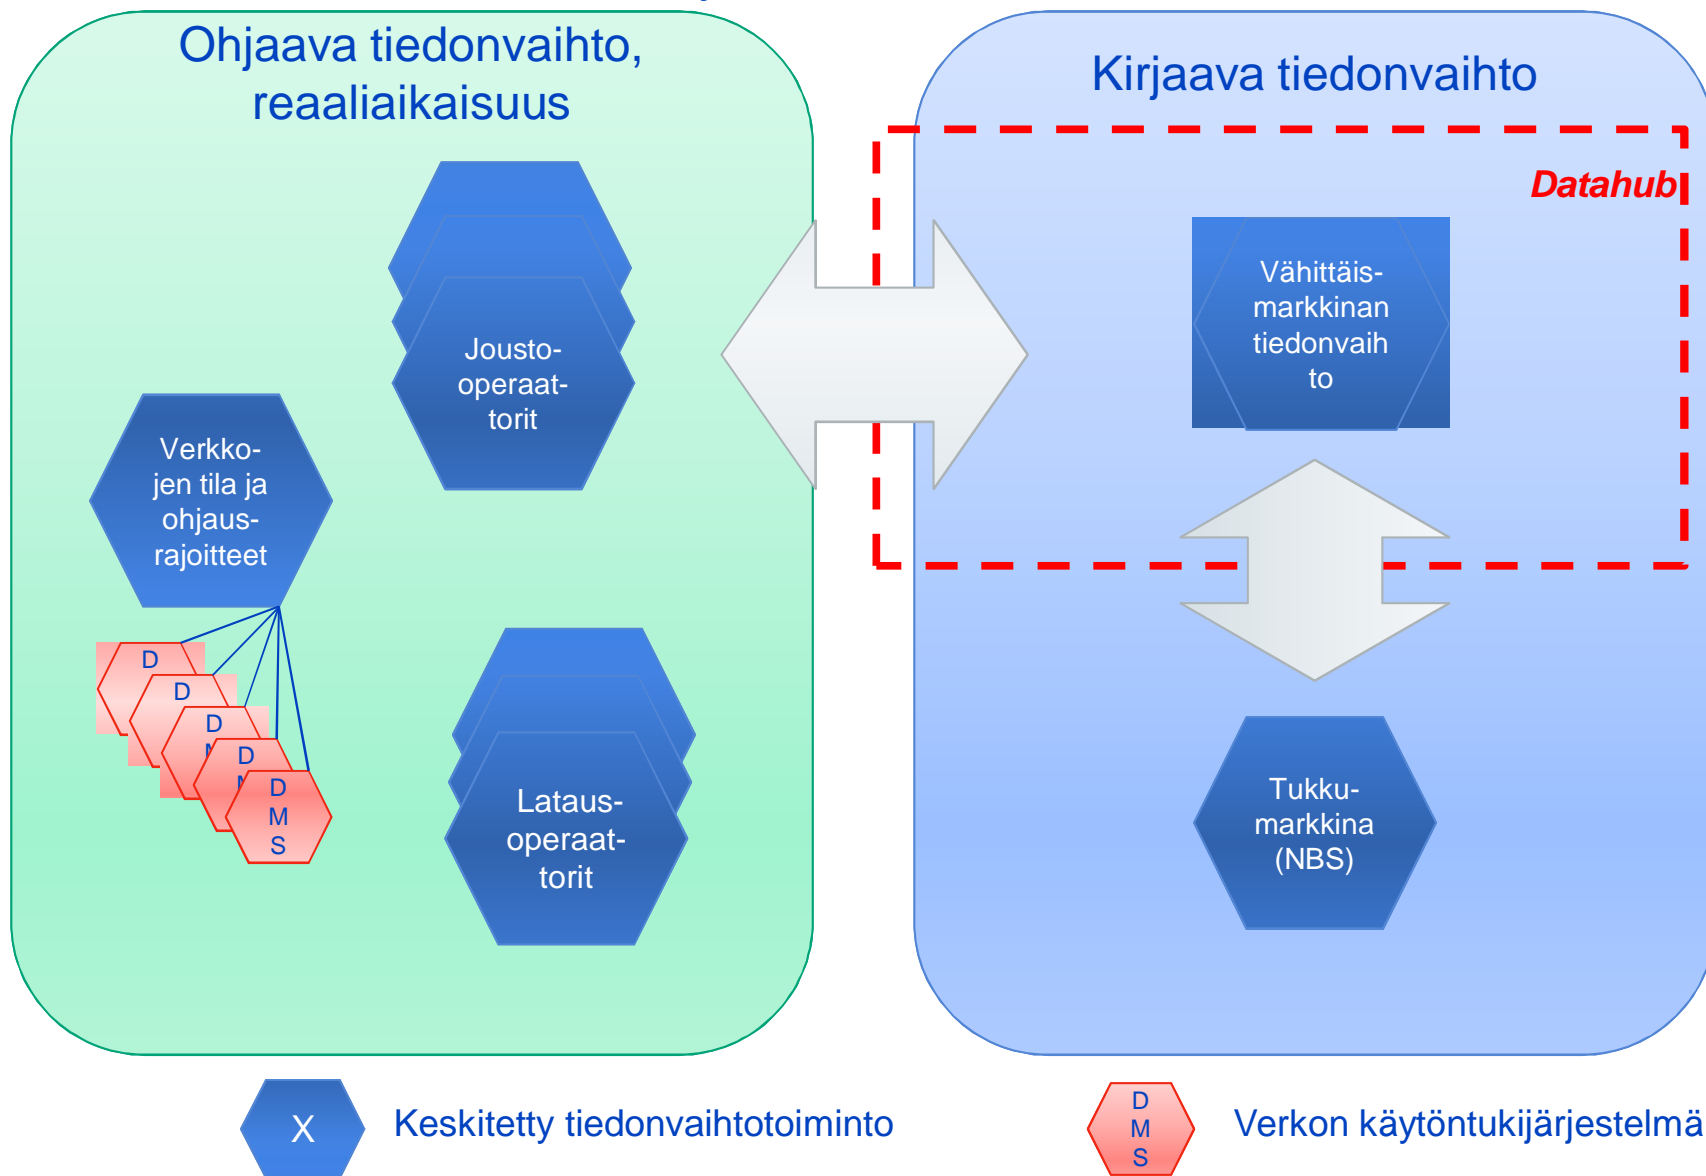 Ohjaava tiedonvaihto,
reaaliaikaisuus
Kirjaava tiedonvaihto
Datahub
Vähittäis-
markkinan
tiedonvaih
to
Jousto-
operaat-
torit
Verkko-
jen tila ja
ohjaus-
rajoitteet
D
D
D
M
D
M
D
M
S
Lataus-
operaat-
torit
Tukku-
markkina
(NBS)
X
Keskitetty tiedonvaihtotoiminto
D
M
S
Verkon käytöntukijärjestelmä